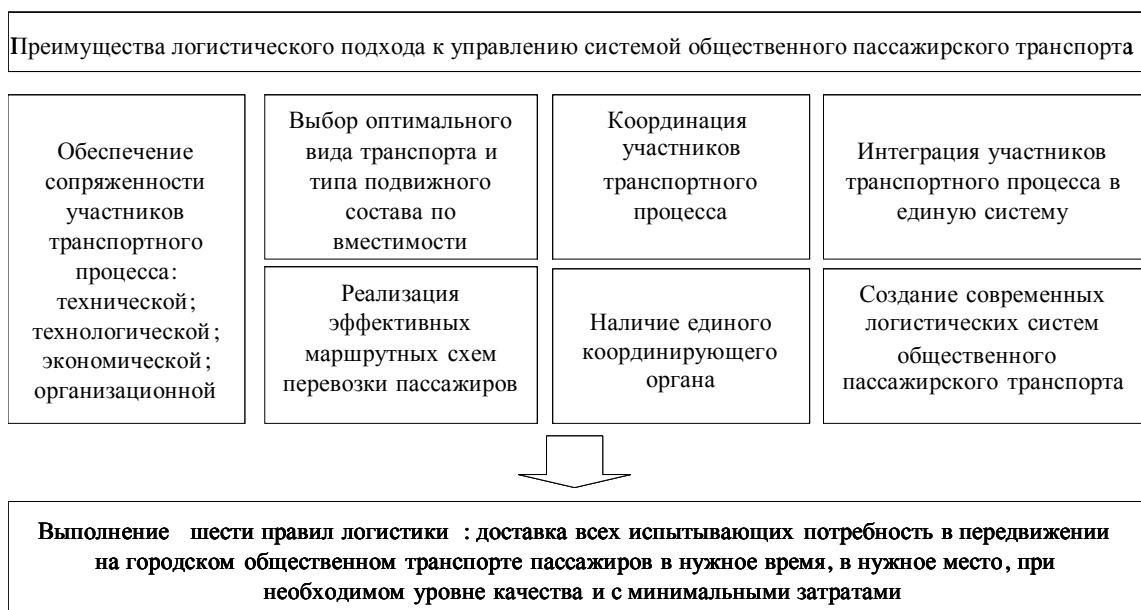 Преимущества логистического подхода к управлению системой общественного пассажирского транспорта
Обеспечение
сопряженности
участников
транспортного
процесса:
технической;
технологической;
экономической;
организационной
Выбор оптимального
вида транспорта и
типа подвижного
состава по
вместимости
Координация
участников
транспортного
процесса
Интеграция участников
транспортного процесса в
единую систему
Реализация
эффективных
маршрутных схем
перевозки пассажиров
Наличие единого
координирующего
органа
Создание современных
логистических систем
общественного
пассажирского транспорта
Выполнение шести правил логистики : доставка всех испытывающих потребность в передвижении
на городском общественном транспорте пассажиров в нужное время, в нужное место, при
необходимом уровне качества и с минимальными затратами